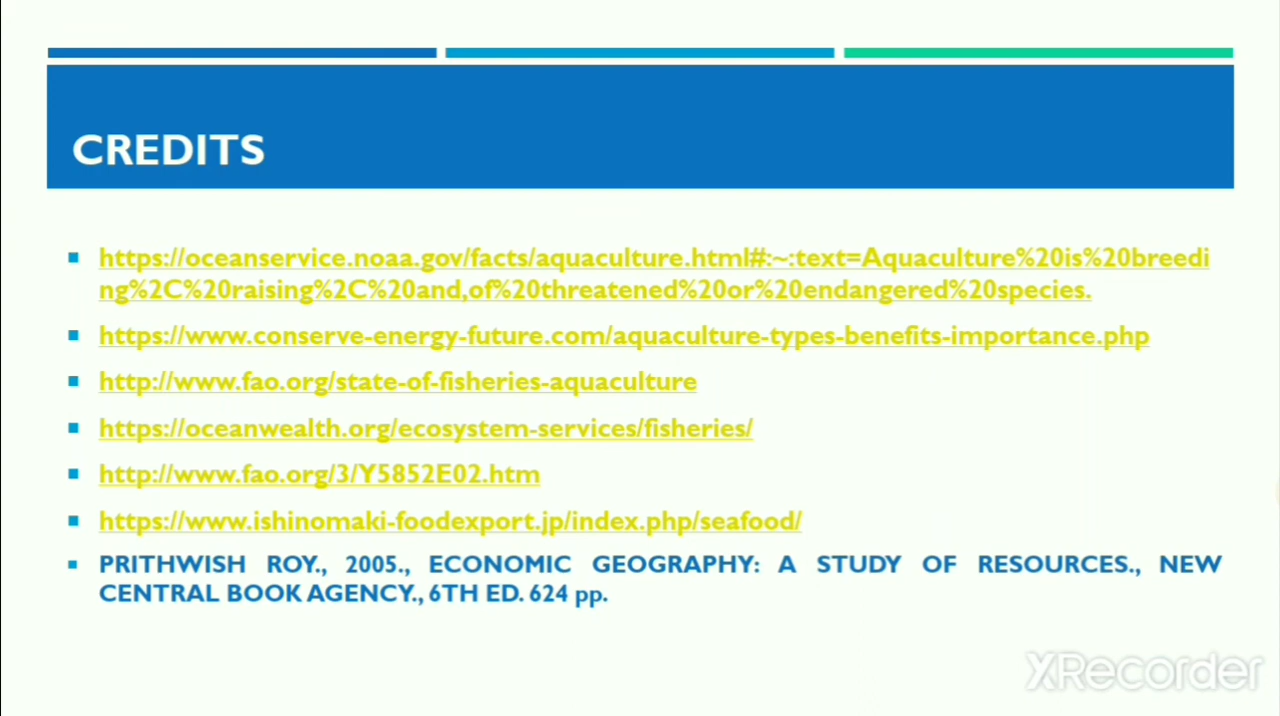 CREDITS
https://oceanservice.noaa.gov/facts/aquaculture.html#:~:text=Aquaculture%20is%20breedi
ng%2C%20raising%2C%20and,of%20threatened%20or%20endangered%20species.
https://www.conserve-energy-future.com/aquaculture-types-benefits-importance.php
http://www.fao.org/state-of-fisheries-aquaculture
https://oceanwealth.org/ecosystem-services/fisheries/
http://www.fao.org/3/Y5852E02.htm
https://www.ishinomaki-foodexport.jp/index.php/seafood/
PRITHWISH ROY., 2005., ECONOMIC GEOGRAPHY: A STUDY OF RESOURCES., NEW
CENTRAL BOOK AGENCY., 6TH ED. 624 pp.
XRecorder